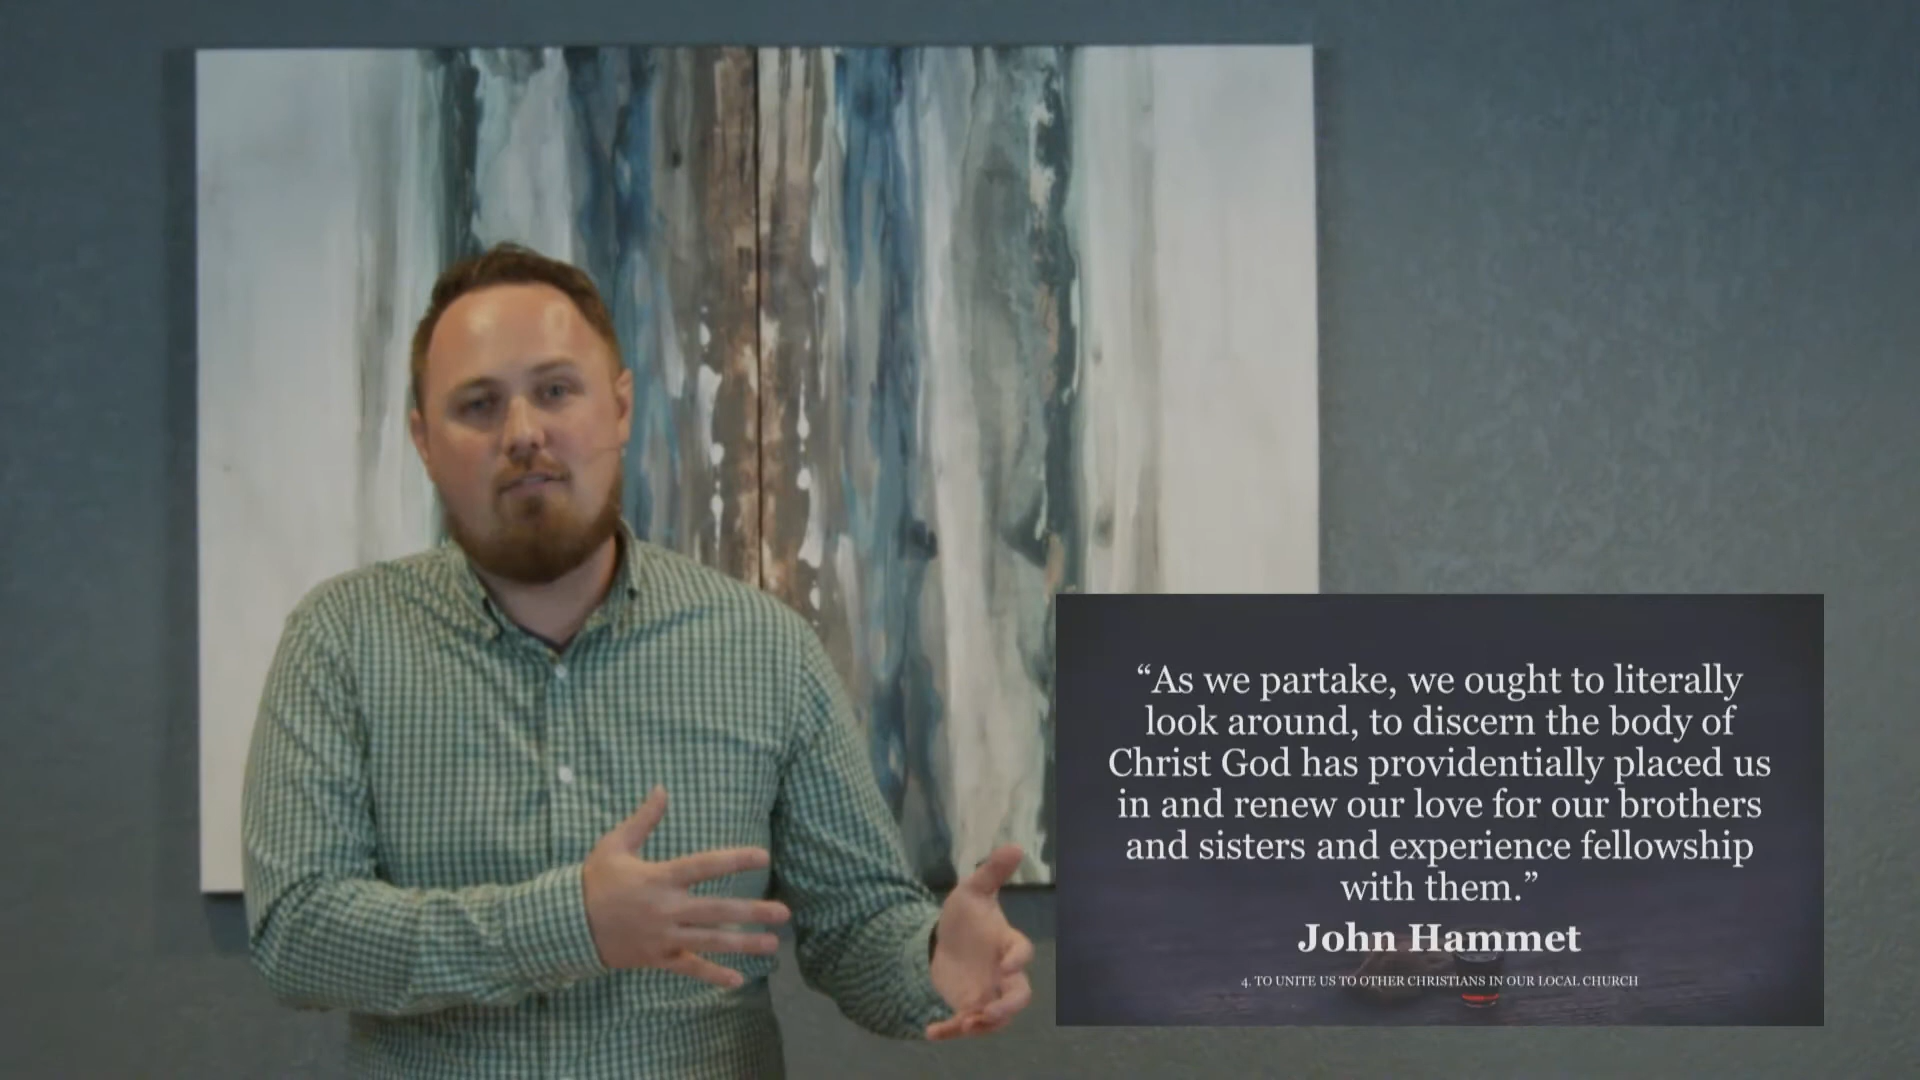 “As we partake, we ought to literally
look around, to discern the body of
Christ God has providentially placed us
in and renew our love for our brothers
and sisters and experience fellowship
with them.”
John Hammet
4. TO UNITE US TO OTHER CHRISTIANS IN OUR LOCAL CHURCH